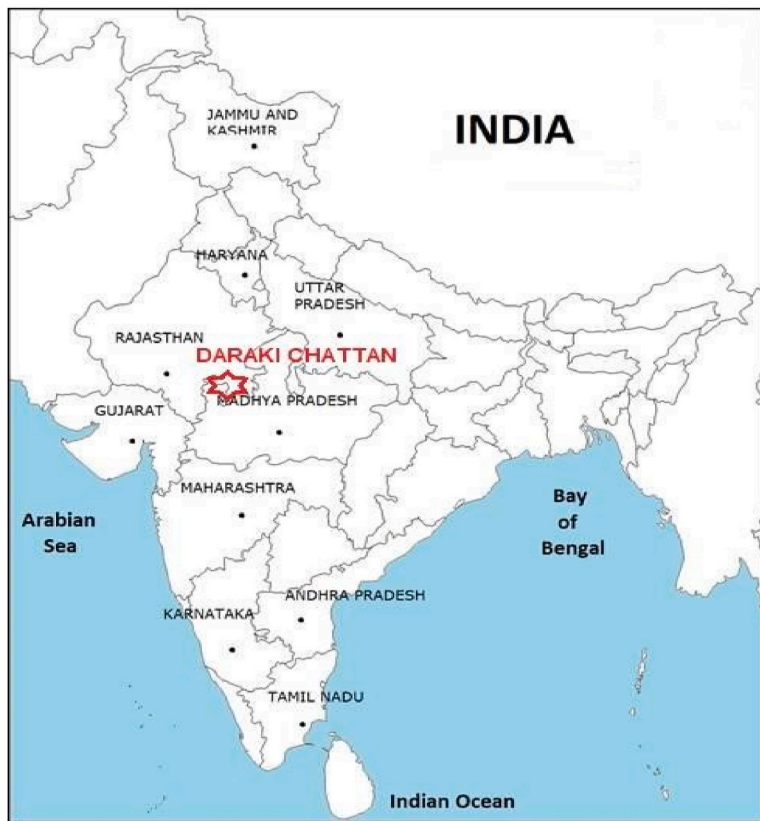 JAMMU AND
KASHMIR
INDIA
HARYANA
UTTAR
PRADESH
RAJASTHAN
DARAKI CHATTAN
MADHYA PRADESH
GUJARAT
MAHARASHTRA
Arabian
Sea
Bay
of
Bengal
ANDHRA PRADESH
KARNATAKA
TAMIL NADU
Indian Ocean